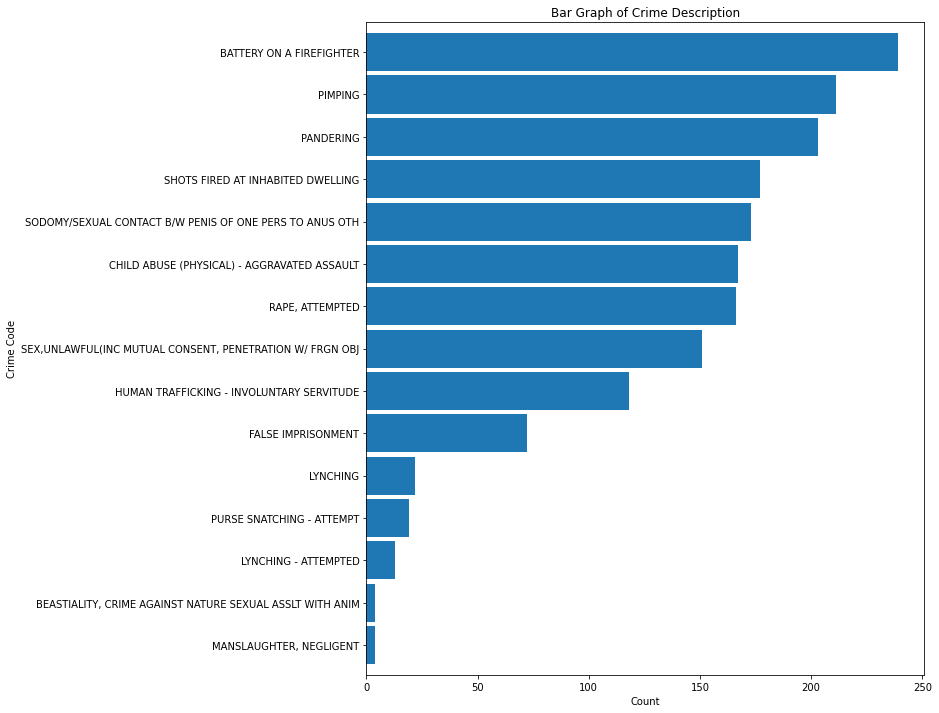 Bar Graph of Crime Description
BATTERY ON A FIREFIGHTER
PIMPING
PANDERING
SHOTS FIRED AT INHABITED DWELLING
SODOMY/SEXUAL CONTACT B/W PENIS OF ONE PERS TO ANUS OTH
CHILD ABUSE (PHYSICAL) - AGGRAVATED ASSAULT
RAPE, ATTEMPTED
SEX,UNLAWFUL(INC MUTUAL CONSENT, PENETRATION W/ FRGN OBJ
HUMAN TRAFFICKING - INVOLUNTARY SERVITUDE
FALSE IMPRISONMENT
LYNCHING
PURSE SNATCHING - ATTEMPT
LYNCHING - ATTEMPTED
BEASTIALITY, CRIME AGAINST NATURE SEXUAL ASSLT WITH ANIM
MANSLAUGHTER, NEGLIGENT
Crime Code
0 50 100 150 200 250
Count